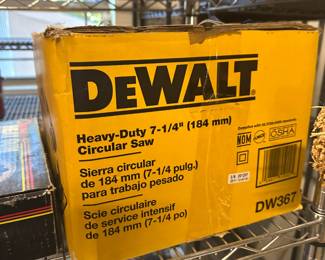 DEWALT
Heavy-Duty 7-1/4" (184 mm)
Circular Saw
Sierra circular
de 184 mm (7-1/4 pulg.)
para trabajo pesado
Scie circulaire
de service intensif
de 184 mm (7-1/4 po)
NOM
OSHA
DW367